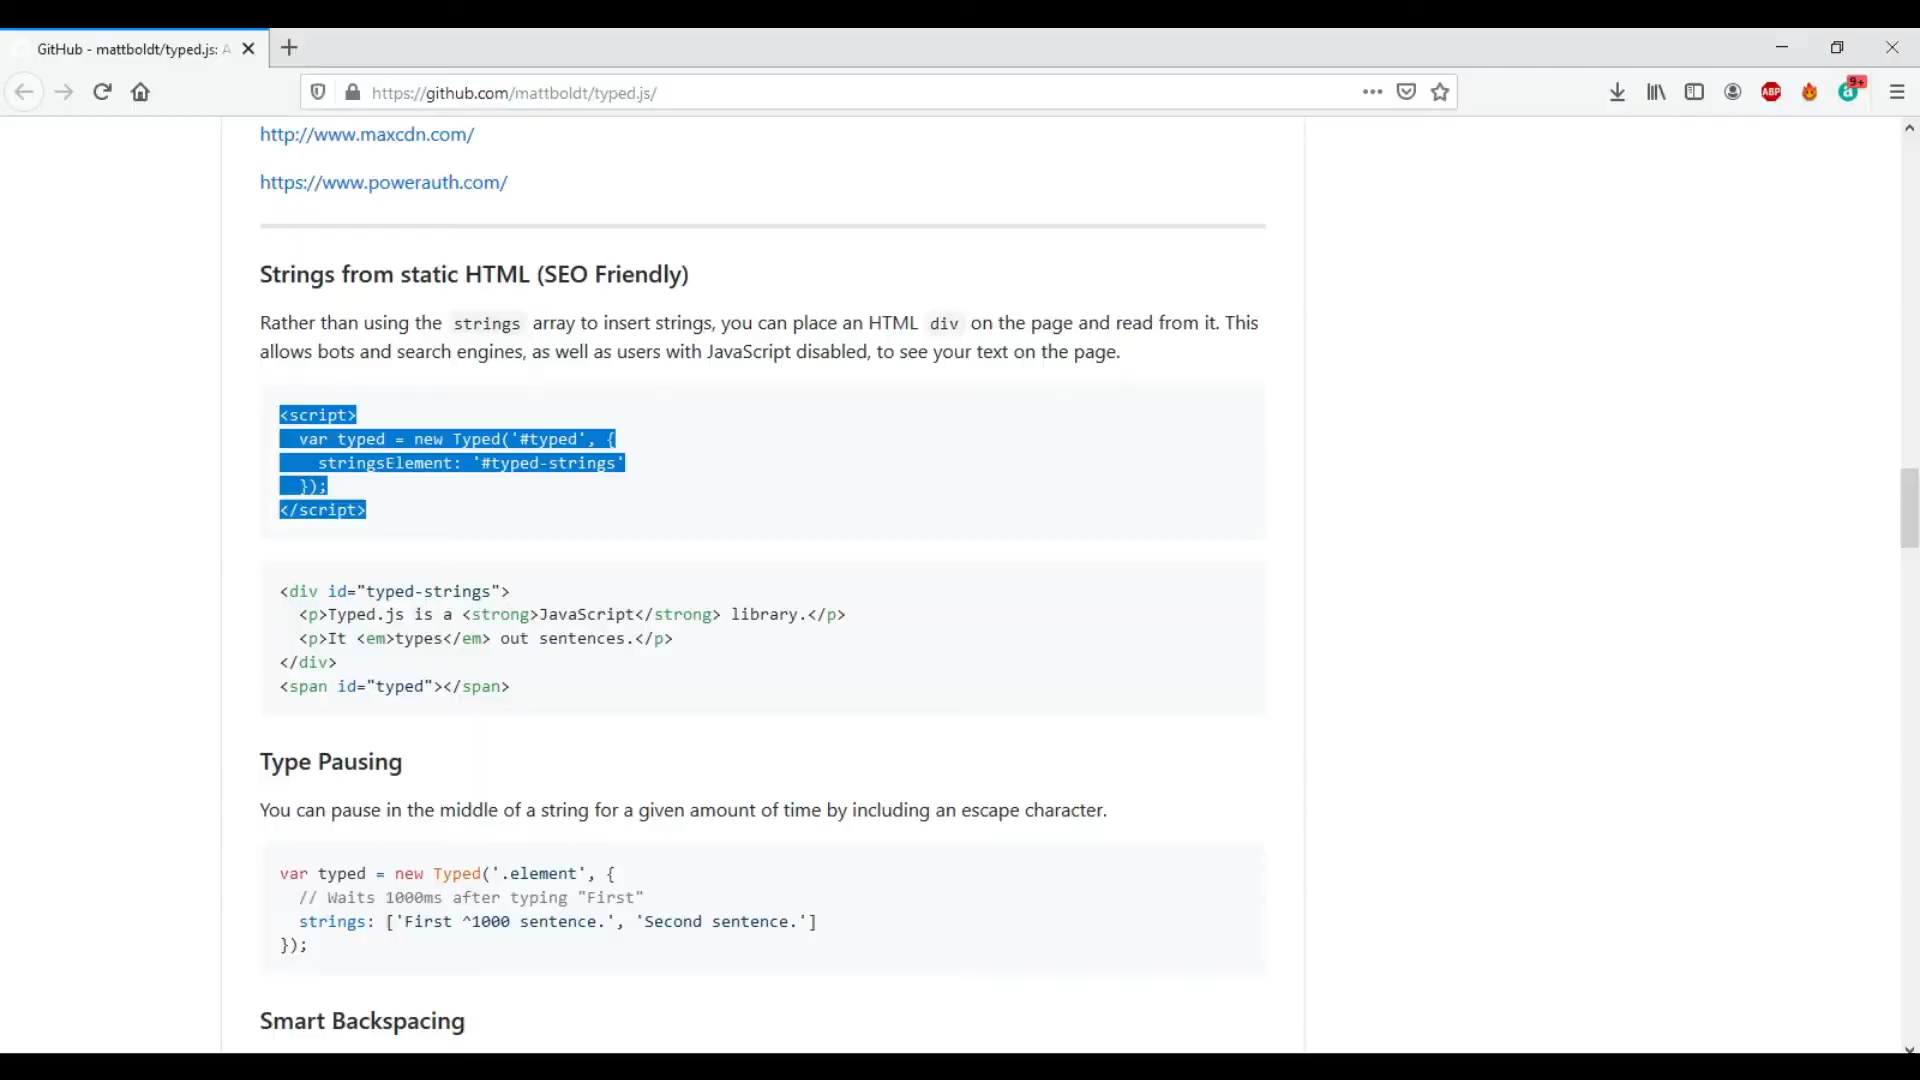 GitHub - mattboldt/typed.js: A
https://github.com/mattboldt/typed.js/
ABP
9+
a
http://www.maxcdn.com/
https://www.powerauth.com/
Strings from static HTML (SEO Friendly)
Rather than using the strings array to insert strings, you can place an HTML div on the page and read from it. This
allows bots and search engines, as well as users with JavaScript disabled, to see your text on the page.
<script>
  var typed = new Typed('#typed', {
    stringsElement: '#typed-strings'
  });
</script>
<div id="typed-strings">
  <p>Typed.js is a <strong>JavaScript</strong> library.</p>
  <p>It <em>types</em> out sentences.</p>
</div>
<span id="typed"></span>
Type Pausing
You can pause in the middle of a string for a given amount of time by including an escape character.
var typed = new Typed('.element', {
  // Waits 1000ms after typing "First"
  strings: ['First ^1000 sentence.', 'Second sentence.']
});
Smart Backspacing